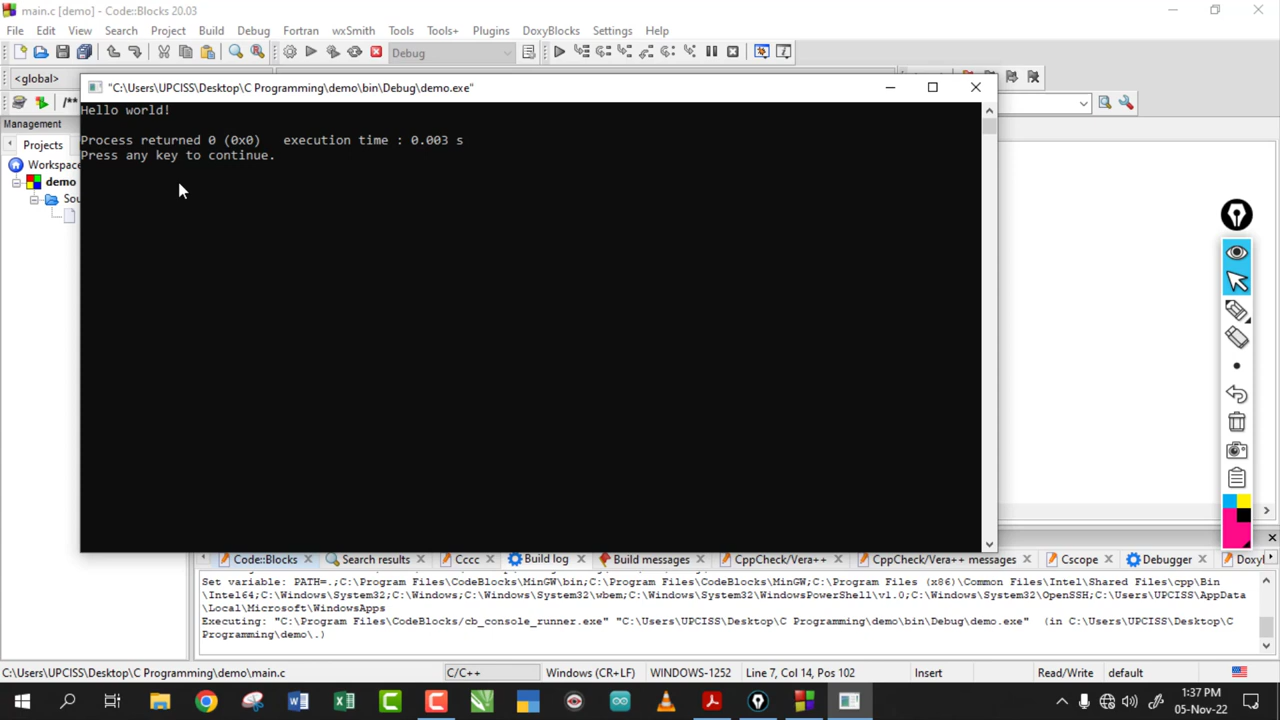 main.c [demo] - Code::Blocks 20.03
File Edit View Search Project Build Debug Fortran wxSmith Tools Tools+ Plugins DoxyBlocks Settings Help
Debug
<global>
/**
"C:\Users\UPCISS\Desktop\C Programming\demo\bin\Debug\demo.exe"
Hello world!
Process returned 0 (0x0) execution time : 0.003 s
Press any key to continue.
Management
Projects
Workspace
demo
Sou
Code::Blocks Search results Cccc Build log Build messages CppCheck/Vera++ CppCheck/Vera++ messages Cscope Debugger DoxyI
Set variable: PATH=.;C:\Program Files\CodeBlocks\MinGW\bin;C:\Program Files\CodeBlocks\MinGW;C:\Program Files (x86)\Common Files\Intel\Shared Files\cpp\Bin
\Intel64;C:\Windows\System32;C:\Windows;C:\Windows\System32\wbem;C:\Windows\System32\WindowsPowerShell\v1.0;C:\Windows\System32\OpenSSH;C:\Users\UPCISS\AppData
\Local\Microsoft\WindowsApps
Executing: "C:\Program Files\CodeBlocks/cb_console_runner.exe" "C:\Users\UPCISS\Desktop\C Programming\demo\bin\Debug\demo.exe" (in C:\Users\UPCISS\Desktop\C
Programming\demo\.)
C:\Users\UPCISS\Desktop\C Programming\demo\main.c C/C++ Windows (CR+LF) WINDOWS-1252 Line 7, Col 14, Pos 102 Insert Read/Write default
1:37 PM
05-Nov-22